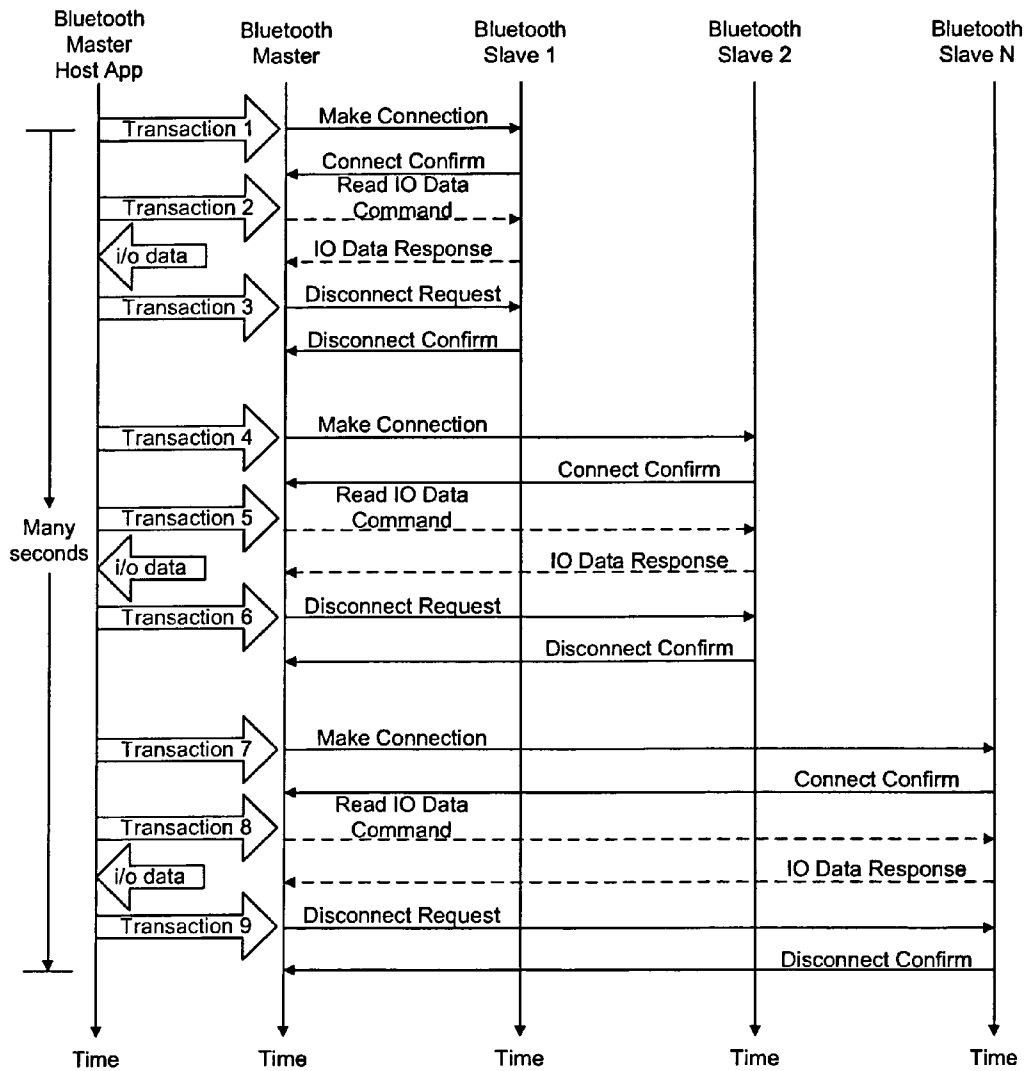 Bluetooth
Master
Host App
Bluetooth
Master
Bluetooth
Slave 1
Bluetooth
Slave 2
Bluetooth
Slave N
Transaction 1
Make Connection
Connect Confirm
Transaction 2
Read IO Data
Command
i/o data
IO Data Response
Transaction 3
Disconnect Request
Disconnect Confirm
Transaction 4
Make Connection
Connect Confirm
Transaction 5
Read IO Data
Command
Many
seconds
i/o data
IO Data Response
Transaction 6
Disconnect Request
Disconnect Confirm
Transaction 7
Make Connection
Connect Confirm
Transaction 8
Read IO Data
Command
i/o data
IO Data Response
Transaction 9
Disconnect Request
Disconnect Confirm
Time
Time
Time
Time
Time